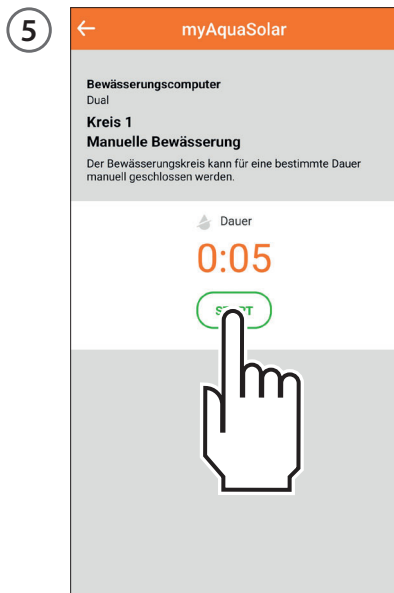 5
myAquaSolar
Bewässerungscomputer
Dual
Kreis 1
Manuelle Bewässerung
Der Bewässerungskreis kann für eine bestimmte Dauer
manuell geschlossen werden.
Dauer
0:05
START